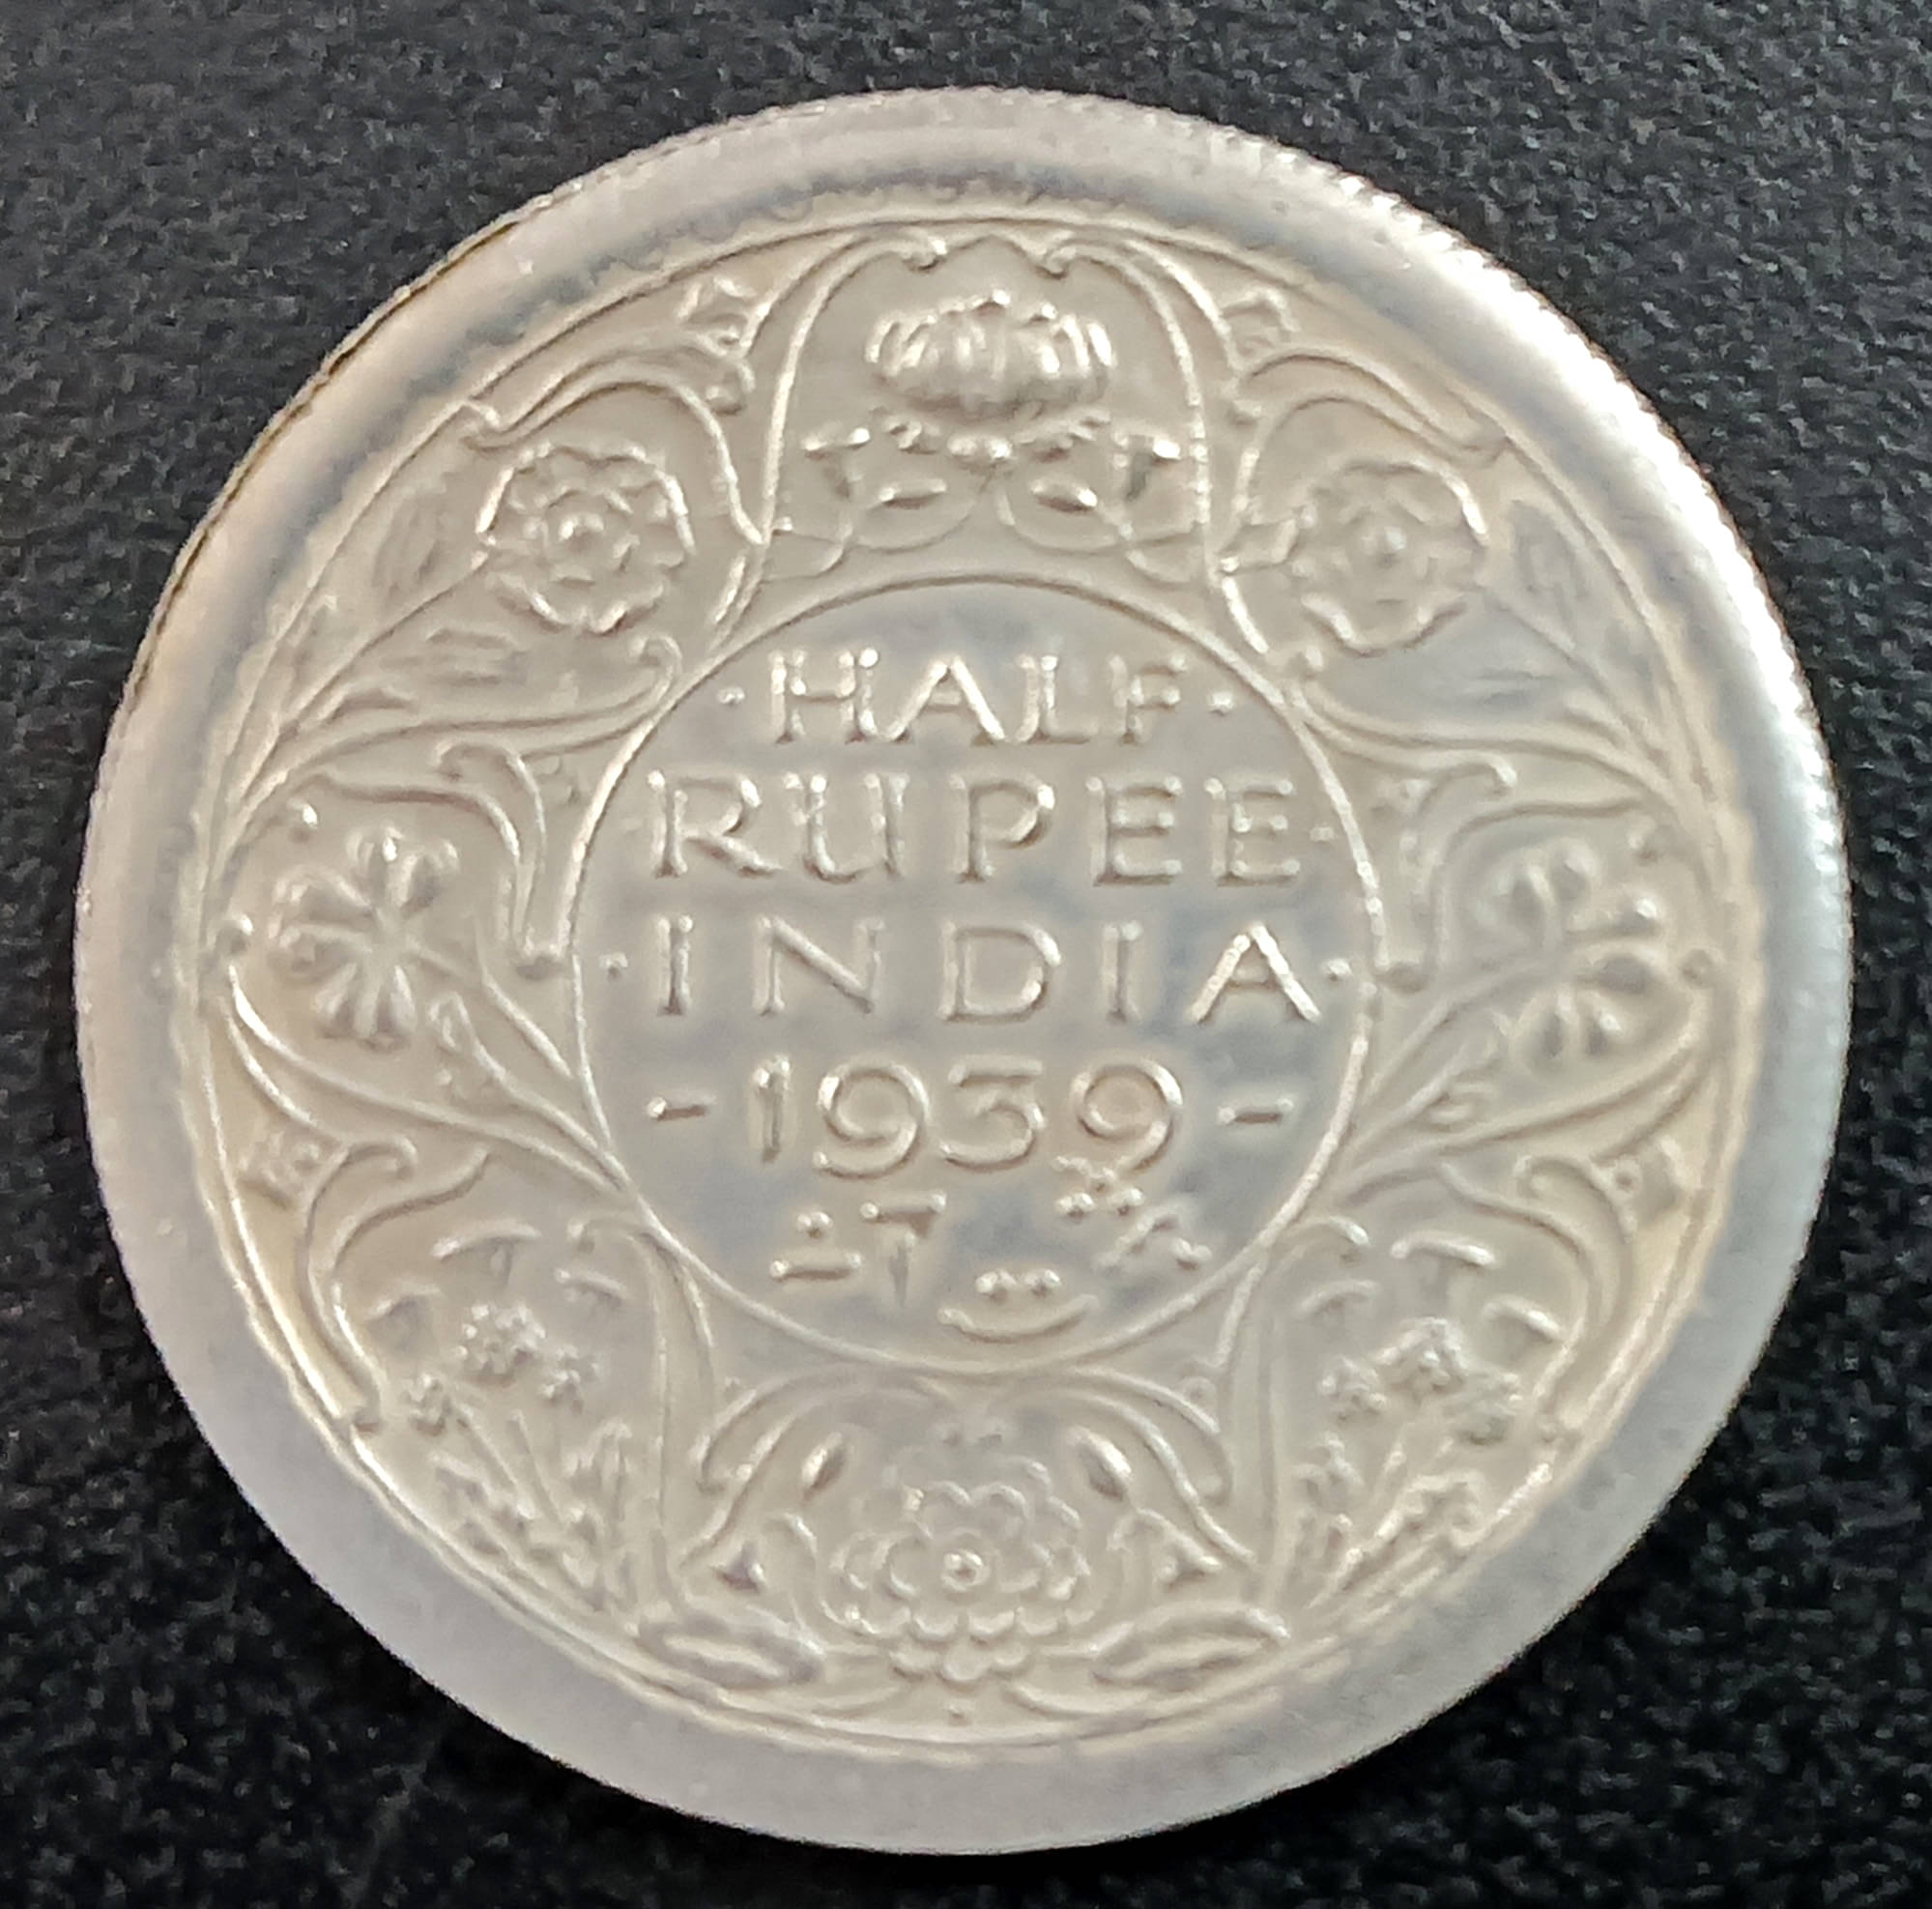 ·HALF·
RUPEE
·INDIA·
-1939-